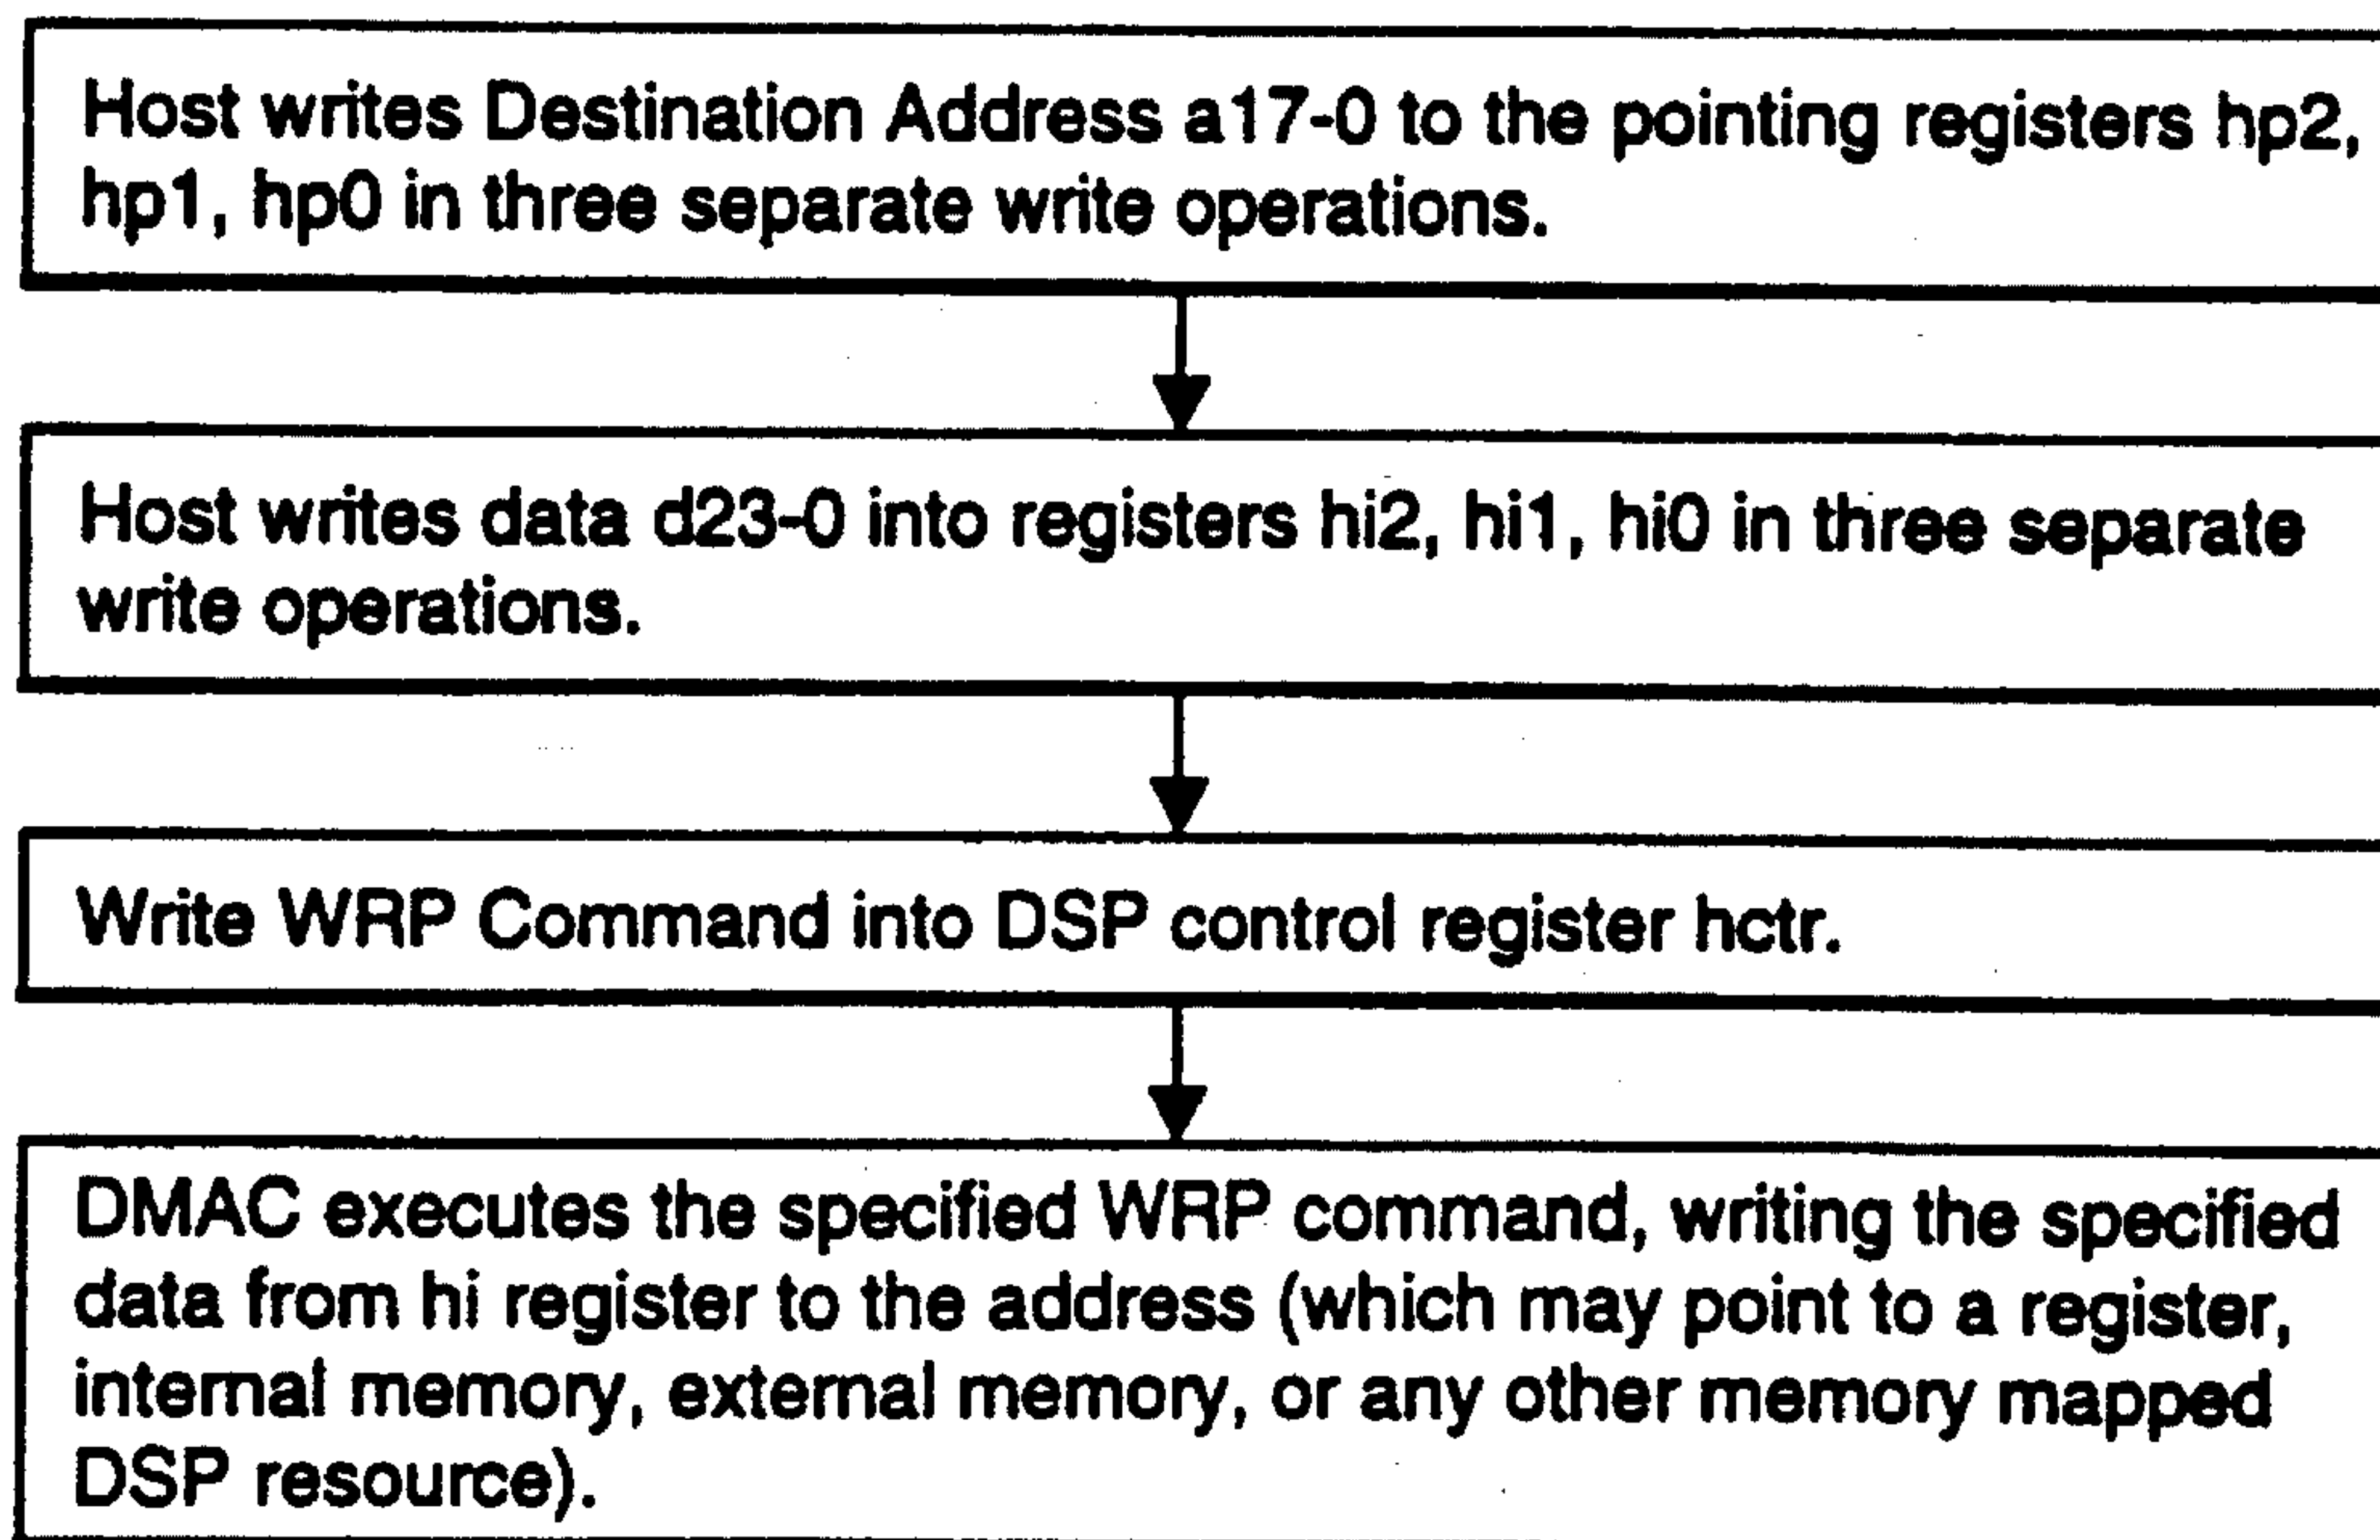 Host writes Destination Address a17-0 to the pointing registers hp2,
hp1, hp0 in three separate write operations.
Host writes data d23-0 into registers hi2, hi1, hi0 in three separate
write operations.
Write WRP Command into DSP control register hctr.
DMAC executes the specified WRP command, writing the specified
data from hi register to the address (which may point to a register,
internal memory, external memory, or any other memory mapped
DSP resource).